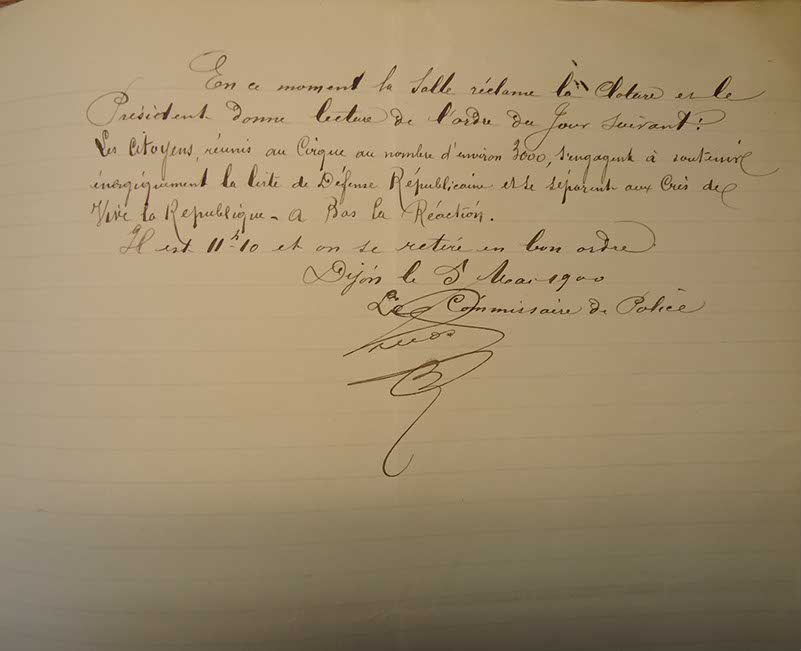 En ce moment la Salle réclame la Cloture et le
Président donne lecture de l'ordre du Jour suivant :
Les Citoyens, réunis au Cirque au nombre d'environ 3000, s'engagent à soutenir
énergiquement la liste de Défense Républicaine et se séparent aux Cris de
Vive la République - A Bas La Réaction.
Il est 11h10 et on se retire en bon ordre
Dijon le 5 Mai 1900
Le Commissaire de Police